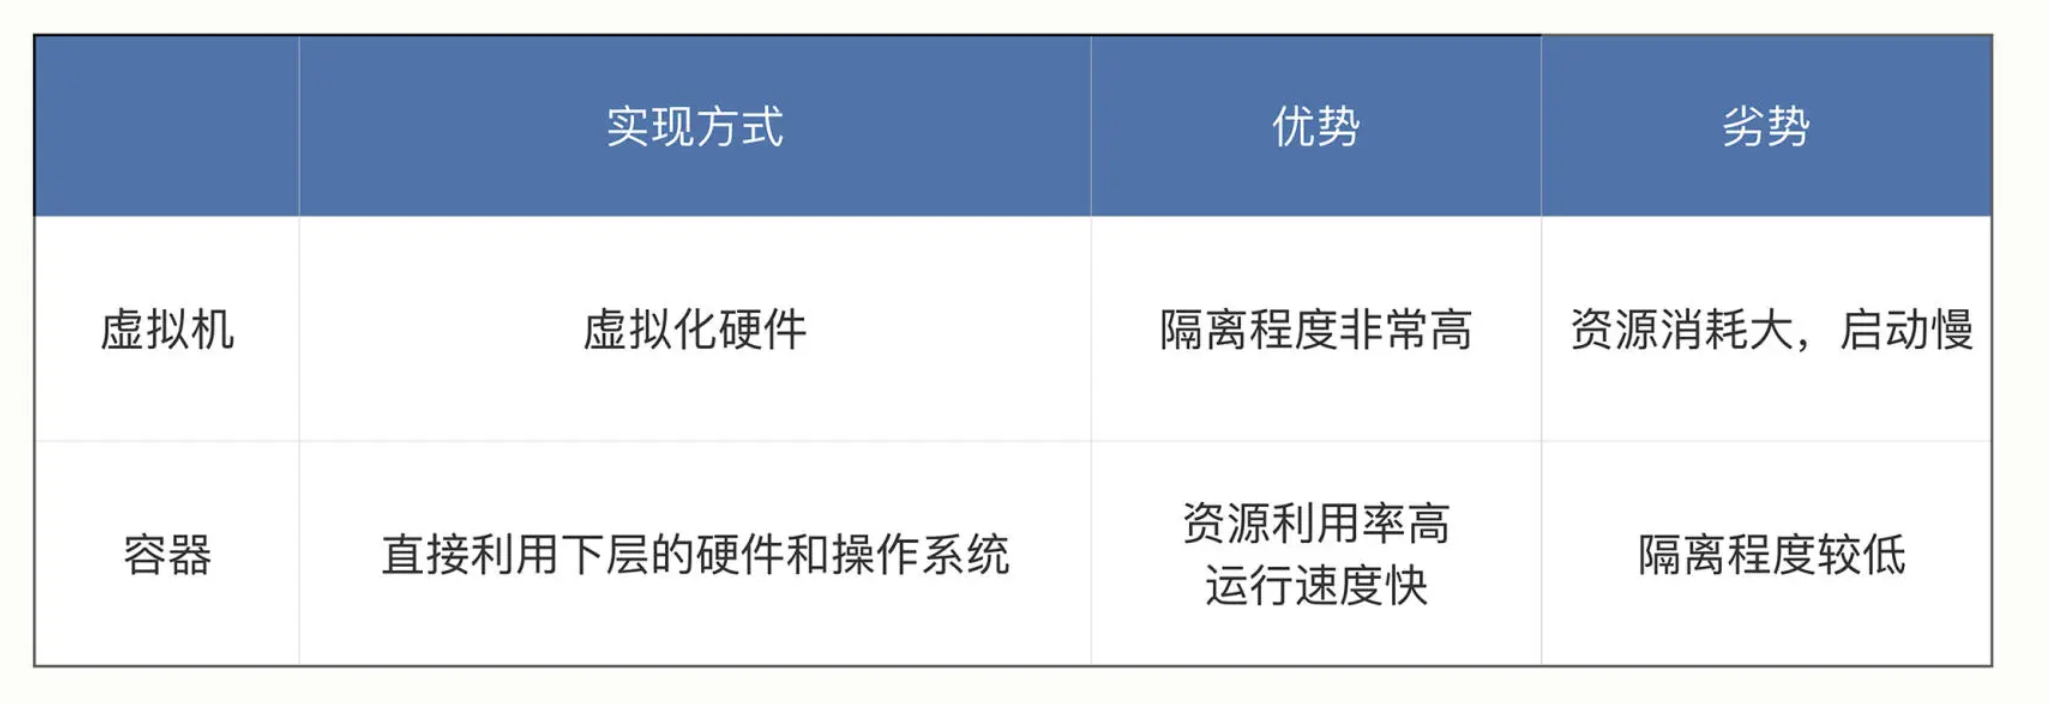 实现方式
优势
劣势
虚拟机
虚拟化硬件
隔离程度非常高
资源消耗大，启动慢
容器
直接利用下层的硬件和操作系统
资源利用率高
运行速度快
隔离程度较低